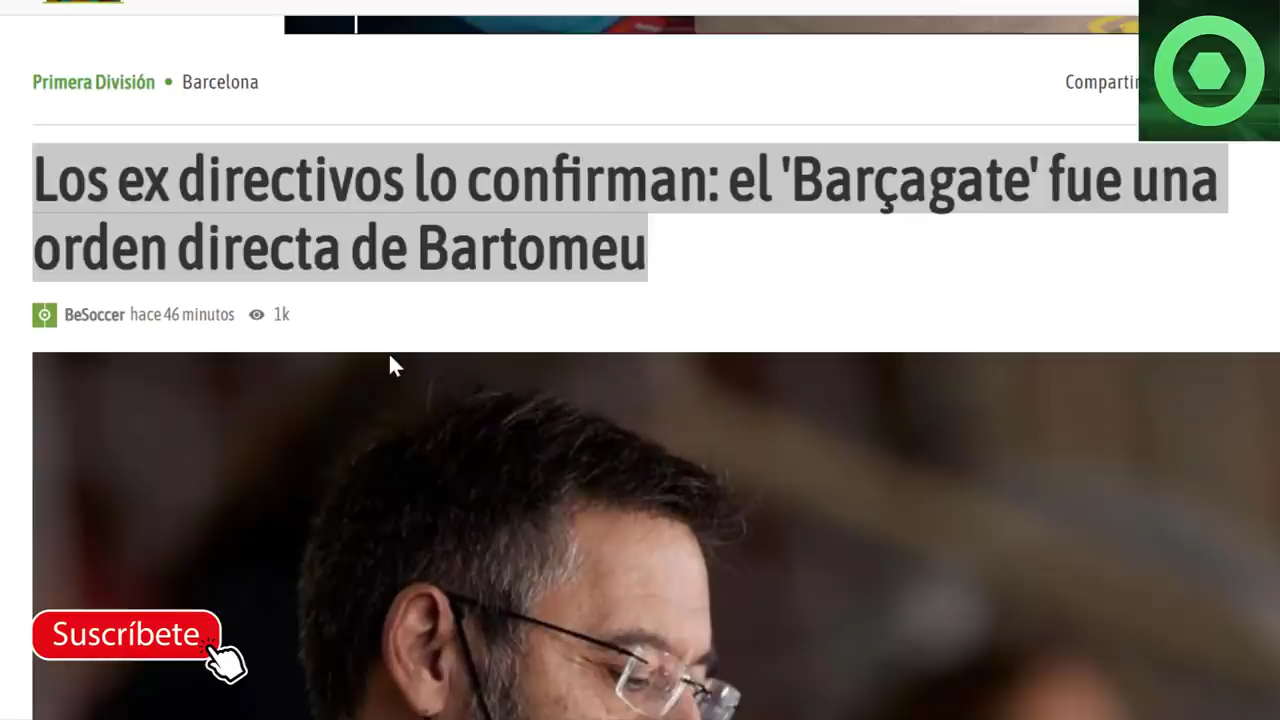 Primera División • Barcelona
Compartir
Los ex directivos lo confirman: el 'Barçagate' fue una
orden directa de Bartomeu
BeSoccer hace 46 minutos 1k
Suscríbete